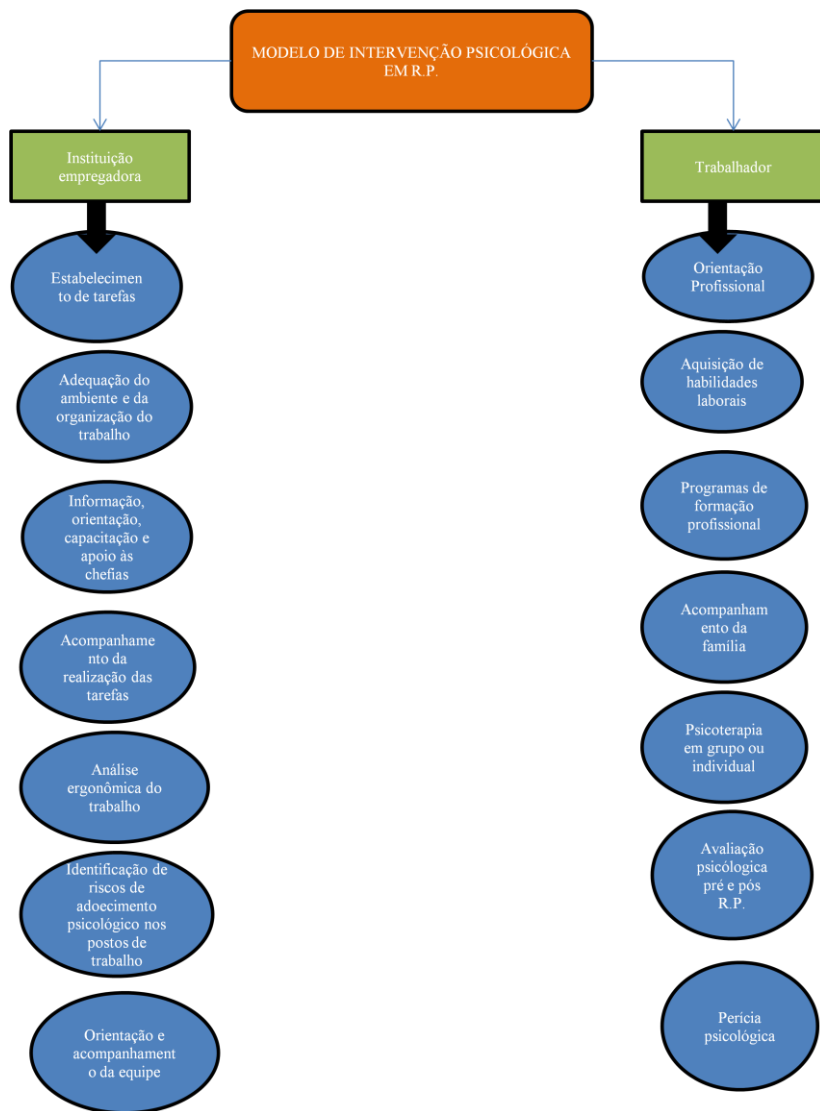 MODELO DE INTERVENÇÃO PSICOLÓGICA
EM R.P.
Instituição
empregadora
Estabelecimen
to de tarefas
Adequação do
ambiente e da
organização do
trabalho
Informação,
orientação,
capacitação e
apoio às
chefias
Acompanhame
nto da
realização das
tarefas
Análise
ergonômica do
trabalho
Identificação de
riscos de
adoecimento
psicológico nos
postos de
trabalho
Orientação e
acompanhament
o da equipe
Trabalhador
Orientação
Profissional
Aquisição de
habilidades
laborais
Programas de
formação
profissional
Acompanham
ento da
família
Psicoterapia
em grupo ou
individual
Avaliação
psicólogica
pré e pós
R.P.
Perícia
psicológica